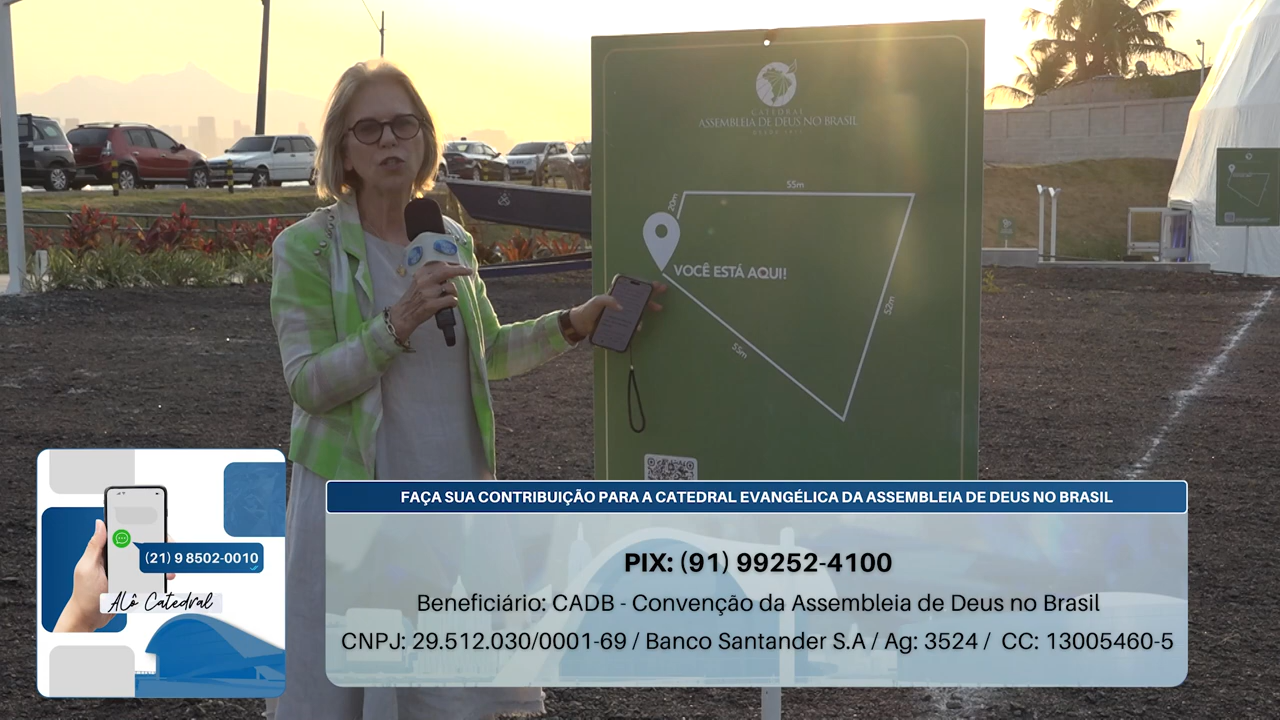 CATEDRAL
ASSEMBLEIA DE DEUS NO BRASIL
DESDE 1911
55m
20m
VOCÊ ESTÁ AQUI!
52m
53m
FAÇA SUA CONTRIBUIÇÃO PARA A CATEDRAL EVANGÉLICA DA ASSEMBLEIA DE DEUS NO BRASIL
(21) 9 8502-0010
Alô Catedral
PIX: (91) 99252-4100
Beneficiário: CADB - Convenção da Assembleia de Deus no Brasil
CNPJ: 29.512.030/0001-69 / Banco Santander S.A / Ag: 3524 / CC: 13005460-5